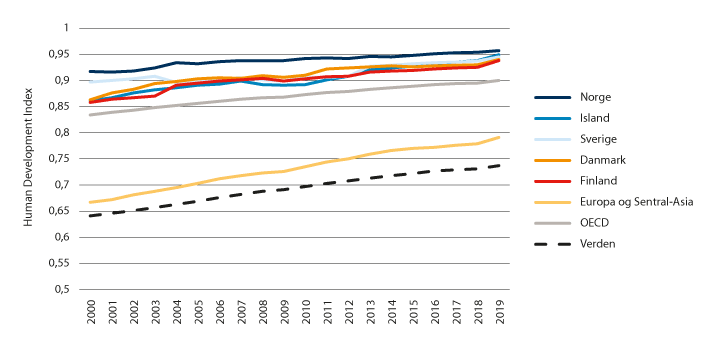 1
0,95
0,9
0,85
0,8
0,75
0,7
0,65
0,6
0,55
0,5
Human Development Index
2000 2001 2002 2003 2004 2005 2006 2007 2008 2009 2010 2011 2012 2013 2014 2015 2016 2017 2018 2019
Norge
Island
Sverige
Danmark
Finland
Europa og Sentral-Asia
OECD
Verden